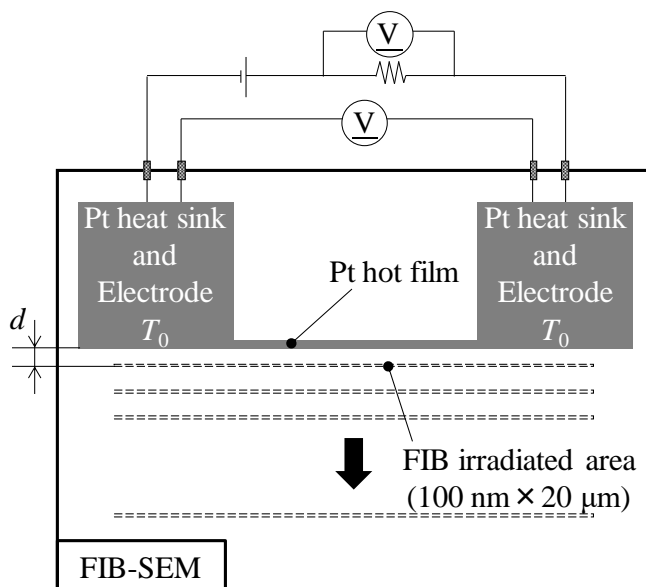 V
V
Pt heat sink
and
Electrode
T₀
Pt heat sink
and
Electrode
T₀
Pt hot film
d
FIB irradiated area
(100 nm × 20 μm)
FIB-SEM